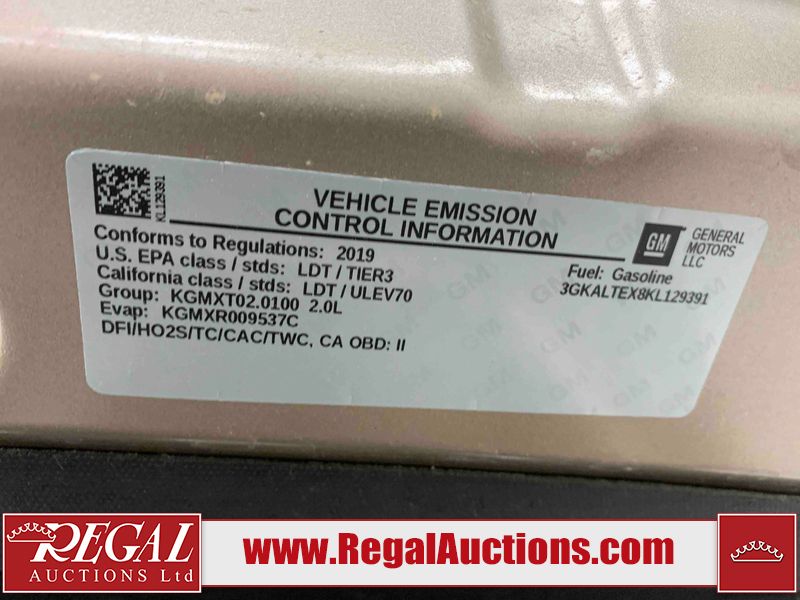 KL129391
VEHICLE EMISSION
CONTROL INFORMATION
GM
GENERAL
MOTORS
LLC
Conforms to Regulations: 2019
U.S. EPA class / stds: LDT / TIER3
California class / stds: LDT / ULEV70
Group: KGMXT02.0100 2.0L
Evap: KGMXR009537C
DFI/HO2S/TC/CAC/TWC, CA OBD: II
Fuel: Gasoline
3GKALTEX8KL129391
REGAL
AUCTIONS Ltd
www.RegalAuctions.com